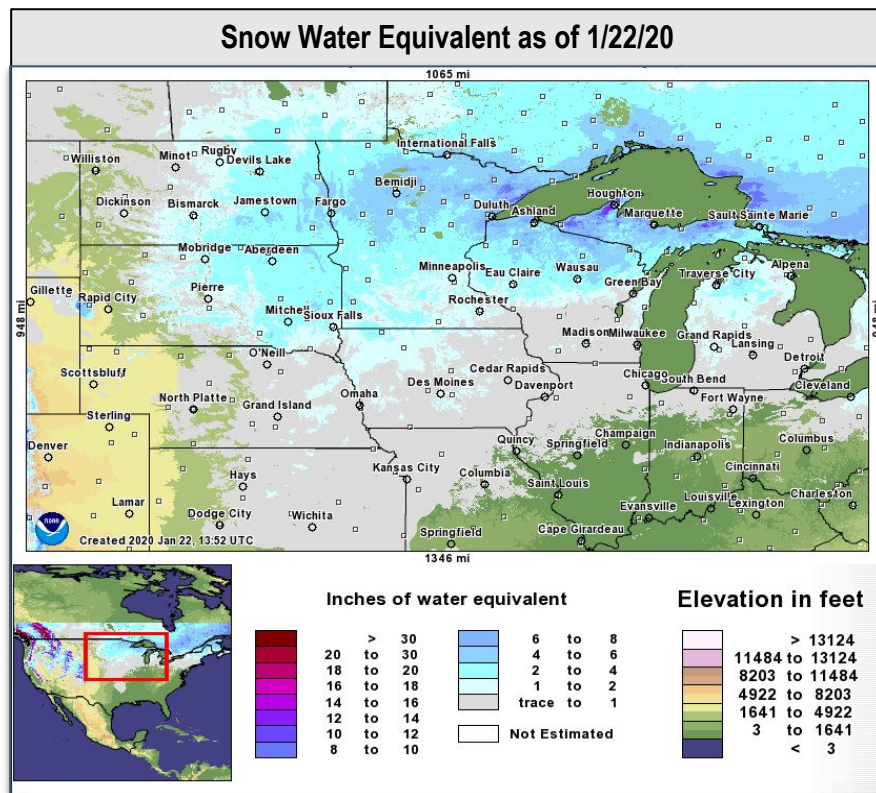 Snow Water Equivalent as of 1/22/20
1065 mi
International Falls
Rugby
Williston
Minot
Devils Lake
Bemidji
Houghton
Dickinson
Bismarck
Jamestown
Fargo
Duluth
Ashland
Marquette
Sault Sainte Marie
Mobridge
Aberdeen
Minneapolis
Eau Claire
Wausau
Traverse City
Alpena
Gillette
Rapid City
Pierre
Rochester
Green Bay
948 mi
Mitchell
Sioux Falls
Madison
Milwaukee
Grand Rapids
Lansing
948 mi
O'Neill
Detroit
Scottsbluff
North Platte
Grand Island
Omaha
Des Moines
Cedar Rapids
Davenport
Chicago
South Bend
Fort Wayne
Cleveland
Sterling
Denver
Quincy
Springfield
Champaign
Indianapolis
Columbus
Kansas City
Columbia
Cincinnati
Hays
Saint Louis
Lamar
Dodge City
Wichita
Evansville
Louisville
Lexington
Charleston
Springfield
Cape Girardeau
NOAA
Created 2020 Jan 22, 13:52 UTC
1346 mi
Inches of water equivalent
> 30
20 to 30
18 to 20
16 to 18
14 to 16
12 to 14
10 to 12
8 to 10
6 to 8
4 to 6
2 to 4
1 to 2
trace to 1
Not Estimated
Elevation in feet
> 13124
11484 to 13124
8203 to 11484
4922 to 8203
1641 to 4922
3 to 1641
< 3